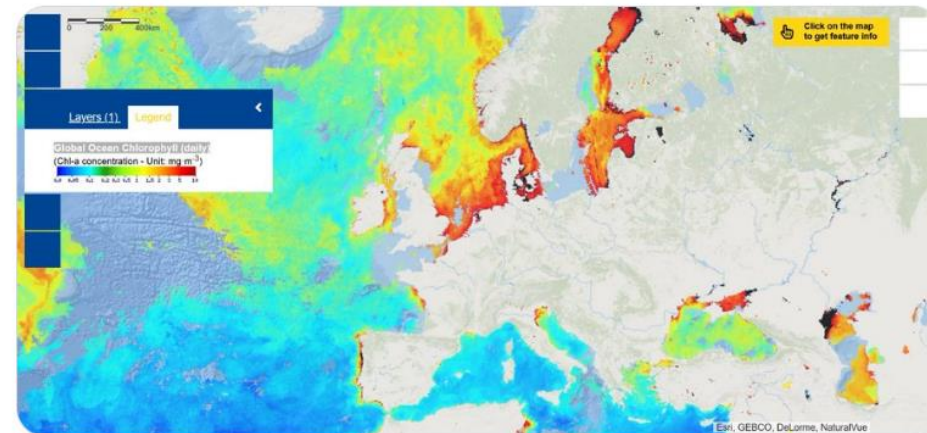 0 200 400km
Click on the map
to get feature info
Layers (1) Legend
Global Ocean Chlorophyll (daily)
(Chl-a concentration - Unit: mg m⁻³)
Esri, GEBCO, DeLorme, NaturalVue